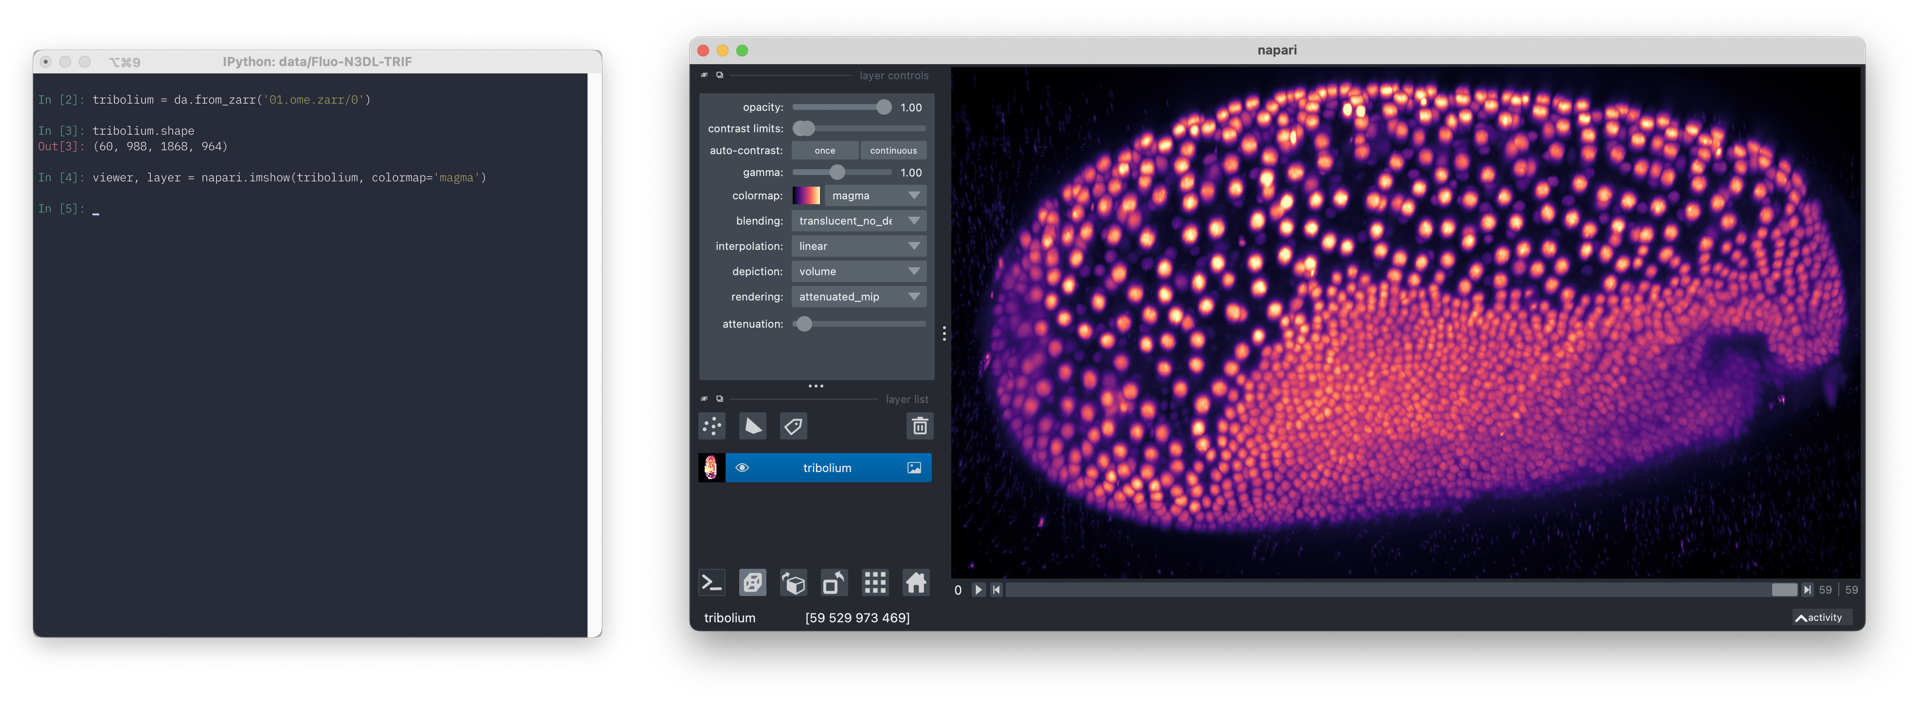 ⌥⌘9 IPython: data/Fluo-N3DL-TRIF
In [2]: tribolium = da.from_zarr('01.ome.zarr/0')
In [3]: tribolium.shape
Out[3]: (60, 988, 1868, 964)
In [4]: viewer, layer = napari.imshow(tribolium, colormap='magma')
In [5]: _
napari
layer controls
opacity: 1.00
contrast limits:
auto-contrast: once continuous
gamma: 1.00
colormap: magma
blending: translucent_no_de
interpolation: linear
depiction: volume
rendering: attenuated_mip
attenuation:
layer list
tribolium
0 59 | 59
tribolium [59 529 973 469]
activity